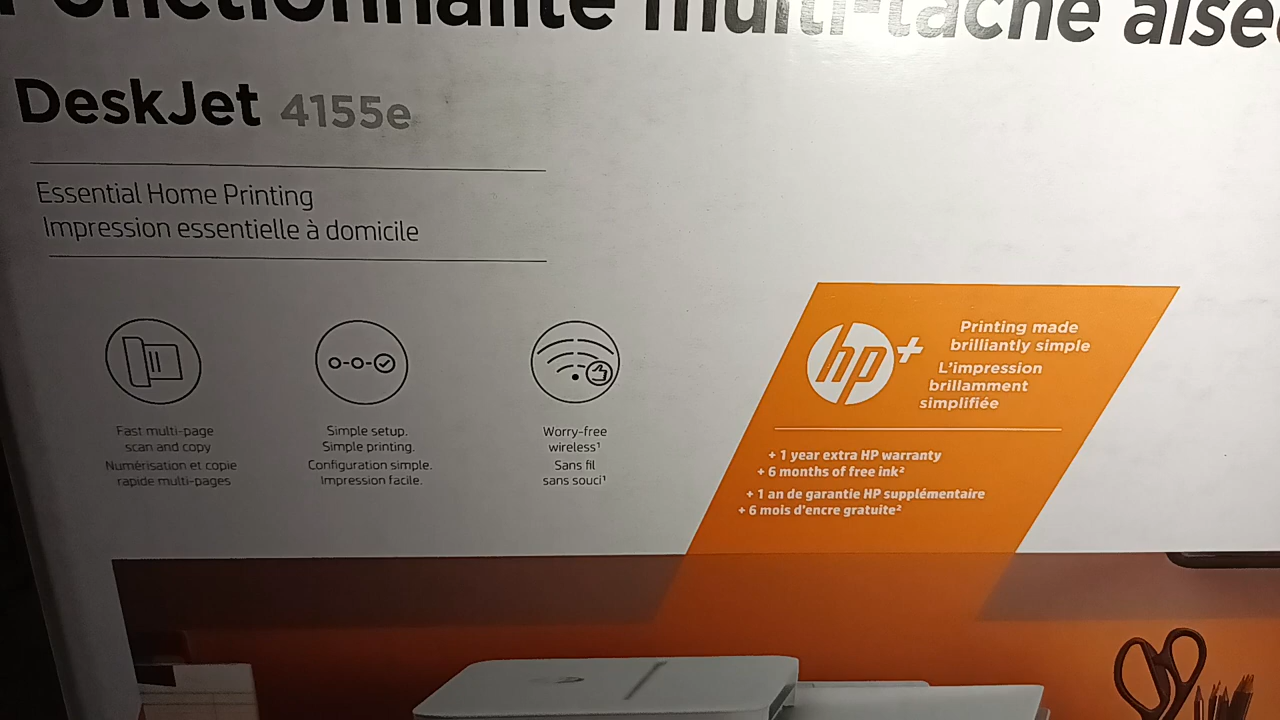 Fonctionnalité multi-tâche
DeskJet 4155e
Essential Home Printing
Impression essentielle à domicile
Fast multi-page
scan and copy
Numérisation et copie
rapide multi-pages
Simple setup.
Simple printing.
Configuration simple.
Impression facile.
Worry-free
wireless¹
Sans fil
sans souci¹
hp+
Printing made
brilliantly simple
L'impression
brillamment
simplifiée
+ 1 year extra HP warranty
+ 6 months of free ink²
+ 1 an de garantie HP supplémentaire
+ 6 mois d'encre gratuite²